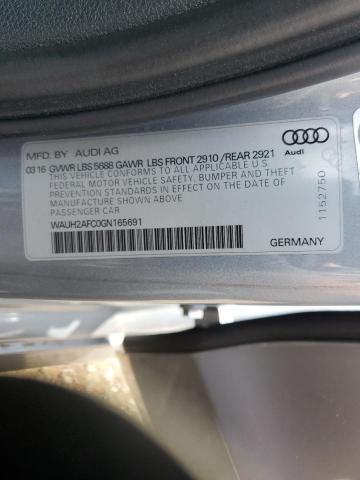 MFD. BY AUDI AG
0316 GVWR LBS 5688 GAWR LBS FRONT 2910 /REAR 2921
THIS VEHICLE CONFORMS TO ALL APPLICABLE U.S.
FEDERAL MOTOR VEHICLE SAFETY, BUMPER AND THEFT
PREVENTION STANDARDS IN EFFECT ON THE DATE OF
MANUFACTURE SHOWN ABOVE
PASSENGER CAR
WAUH2AFC0GN165691
Audi
1152750
GERMANY